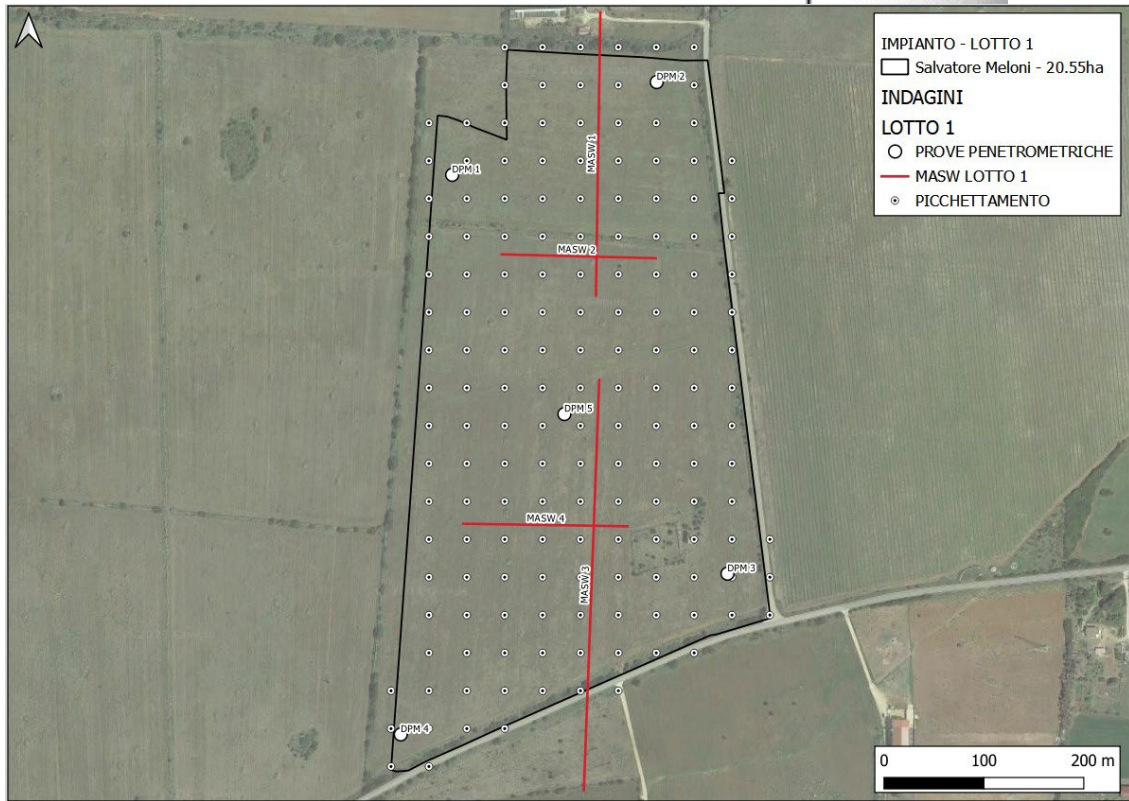 IMPIANTO - LOTTO 1
Salvatore Meloni - 20.55ha
INDAGINI
LOTTO 1
PROVE PENETROMETRICHE
MASW LOTTO 1
PICCHETTAMENTO
DPM 2
MASW 1
DPM 1
MASW 2
DPM 5
MASW 4
DPM 3
MASW 3
DPM 4
0 100 200 m